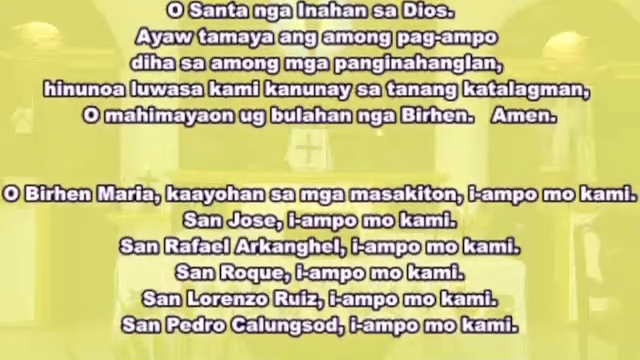 O Santa nga Inahan sa Dios.
Ayaw tamaya ang among pag-ampo
diha sa among mga panginahanglan,
hinunoa luwasa kami kanunay sa tanang katalagman,
O mahimayaon ug bulahan nga Birhen. Amen.
O Birhen Maria, kaayohan sa mga masakiton, i-ampo mo kami.
San Jose, i-ampo mo kami.
San Rafael Arkanghel, i-ampo mo kami.
San Roque, i-ampo mo kami.
San Lorenzo Ruiz, i-ampo mo kami.
San Pedro Calungsod, i-ampo mo kami.